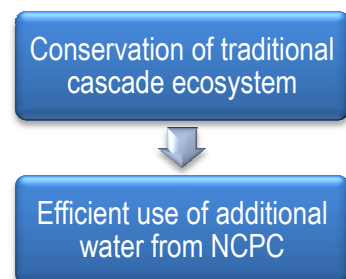 Conservation of traditional
cascade ecosystem
Efficient use of additional
water from NCPC